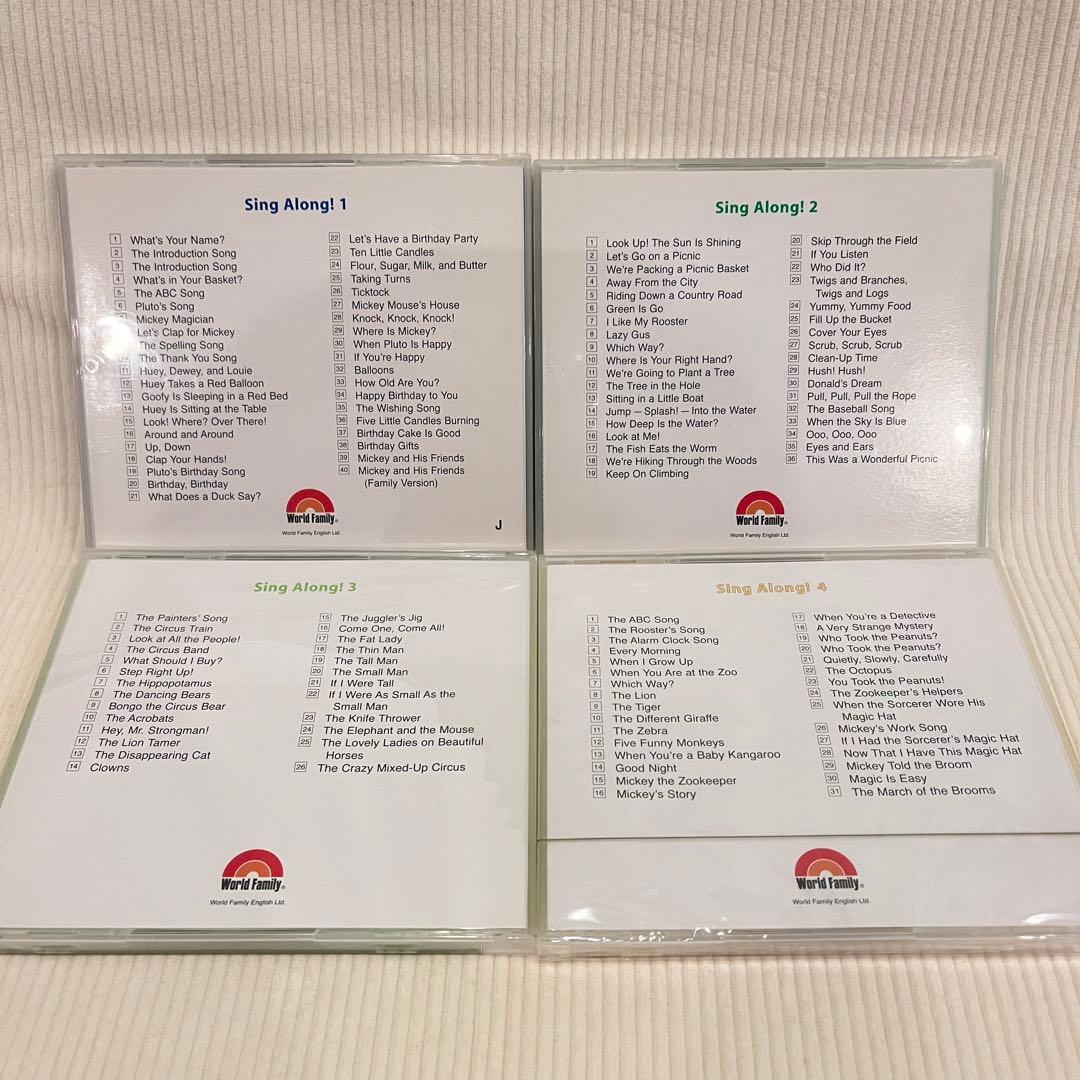 Sing Along! 1
1 What's Your Name?
2 The Introduction Song
3 The Introduction Song
4 What's in Your Basket?
5 The ABC Song
6 Pluto's Song
7 Mickey Magician
Let's Clap for Mickey
The Spelling Song
10 The Thank You Song
11 Huey, Dewey, and Louie
12 Huey Takes a Red Balloon
13 Goofy Is Sleeping in a Red Bed
14 Huey Is Sitting at the Table
15 Look! Where? Over There!
16 Around and Around
17 Up, Down
18 Clap Your Hands!
19 Pluto's Birthday Song
20 Birthday, Birthday
21 What Does a Duck Say?
22 Let's Have a Birthday Party
23 Ten Little Candles
24 Flour, Sugar, Milk, and Butter
25 Taking Turns
26 Ticktock
27 Mickey Mouse's House
28 Knock, Knock, Knock!
29 Where Is Mickey?
30 When Pluto Is Happy
31 If You're Happy
32 Balloons
33 How Old Are You?
34 Happy Birthday to You
35 The Wishing Song
36 Five Little Candles Burning
37 Birthday Cake Is Good
38 Birthday Gifts
39 Mickey and His Friends
40 Mickey and His Friends
(Family Version)
World Family®
World Family English Ltd.
J
Sing Along! 2
1 Look Up! The Sun Is Shining
2 Let's Go on a Picnic
3 We're Packing a Picnic Basket
4 Away From the City
5 Riding Down a Country Road
6 Green Is Go
7 I Like My Rooster
8 Lazy Gus
9 Which Way?
10 Where Is Your Right Hand?
11 We're Going to Plant a Tree
12 The Tree in the Hole
13 Sitting in a Little Boat
14 Jump — Splash! — Into the Water
15 How Deep Is the Water?
16 Look at Me!
17 The Fish Eats the Worm
18 We're Hiking Through the Woods
19 Keep On Climbing
20 Skip Through the Field
21 If You Listen
22 Who Did It?
23 Twigs and Branches,
Twigs and Logs
24 Yummy, Yummy Food
25 Fill Up the Bucket
26 Cover Your Eyes
27 Scrub, Scrub, Scrub
28 Clean-Up Time
29 Hush! Hush!
30 Donald's Dream
31 Pull, Pull, Pull the Rope
32 The Baseball Song
33 When the Sky Is Blue
34 Ooo, Ooo, Ooo
35 Eyes and Ears
36 This Was a Wonderful Picnic
World Family®
World Family English Ltd.
Sing Along! 3
1 The Painters' Song
2 The Circus Train
3 Look at All the People!
4 The Circus Band
5 What Should I Buy?
6 Step Right Up!
7 The Hippopotamus
8 The Dancing Bears
9 Bongo the Circus Bear
10 The Acrobats
11 Hey, Mr. Strongman!
12 The Lion Tamer
13 The Disappearing Cat
14 Clowns
15 The Juggler's Jig
16 Come One, Come All!
17 The Fat Lady
18 The Thin Man
19 The Tall Man
20 The Small Man
21 If I Were Tall
22 If I Were As Small As the
Small Man
23 The Knife Thrower
24 The Elephant and the Mouse
25 The Lovely Ladies on Beautiful
Horses
26 The Crazy Mixed-Up Circus
World Family®
World Family English Ltd.
Sing Along! 4
1 The ABC Song
2 The Rooster's Song
3 The Alarm Clock Song
4 Every Morning
5 When I Grow Up
6 When You Are at the Zoo
7 Which Way?
8 The Lion
9 The Tiger
10 The Different Giraffe
11 The Zebra
12 Five Funny Monkeys
13 When You're a Baby Kangaroo
14 Good Night
15 Mickey the Zookeeper
16 Mickey's Story
17 When You're a Detective
18 A Very Strange Mystery
19 Who Took the Peanuts?
20 Who Took the Peanuts?
21 Quietly, Slowly, Carefully
22 The Octopus
23 You Took the Peanuts!
24 The Zookeeper's Helpers
25 When the Sorcerer Wore His
Magic Hat
26 Mickey's Work Song
27 If I Had the Sorcerer's Magic Hat
28 Now That I Have This Magic Hat
29 Mickey Told the Broom
30 Magic Is Easy
31 The March of the Brooms
World Family®
World Family English Ltd.